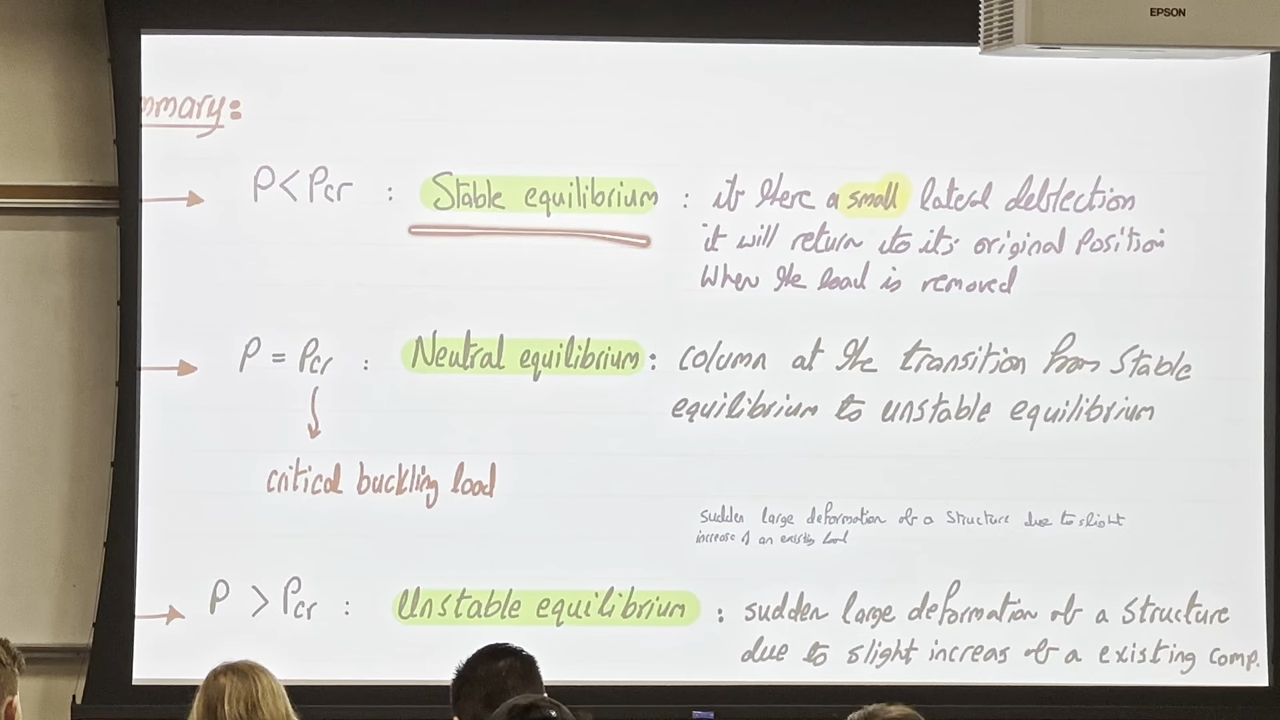 EPSON
mmary:
P < Pcr : Stable equilibrium : if there a small lateral deflection
it will return to its original position
when the load is removed
P = Pcr : Neutral equilibrium : column at the transition from stable
equilibrium to unstable equilibrium
critical buckling load
sudden large deformation of a structure due to slight
increase of an existing load
P > Pcr : Unstable equilibrium : sudden large deformation of a structure
due to slight increas of a existing comp.